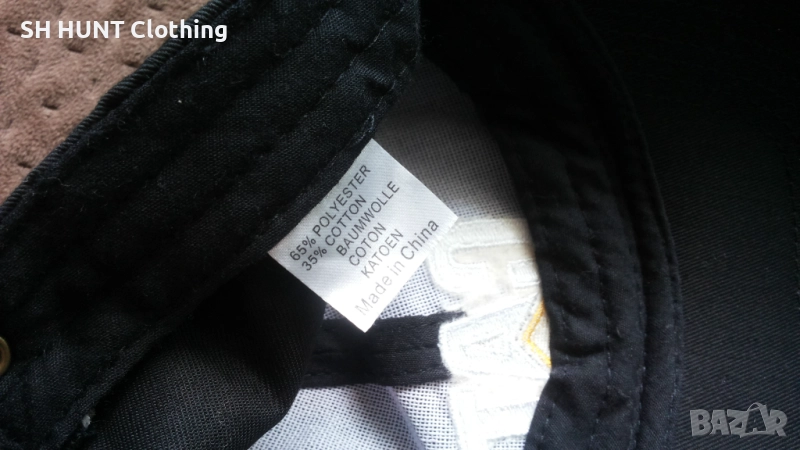 SH HUNT Clothing
65% POLYESTER
35% COTTON
BAUMWOLLE
COTON
KATOEN
Made in China
BAZAR